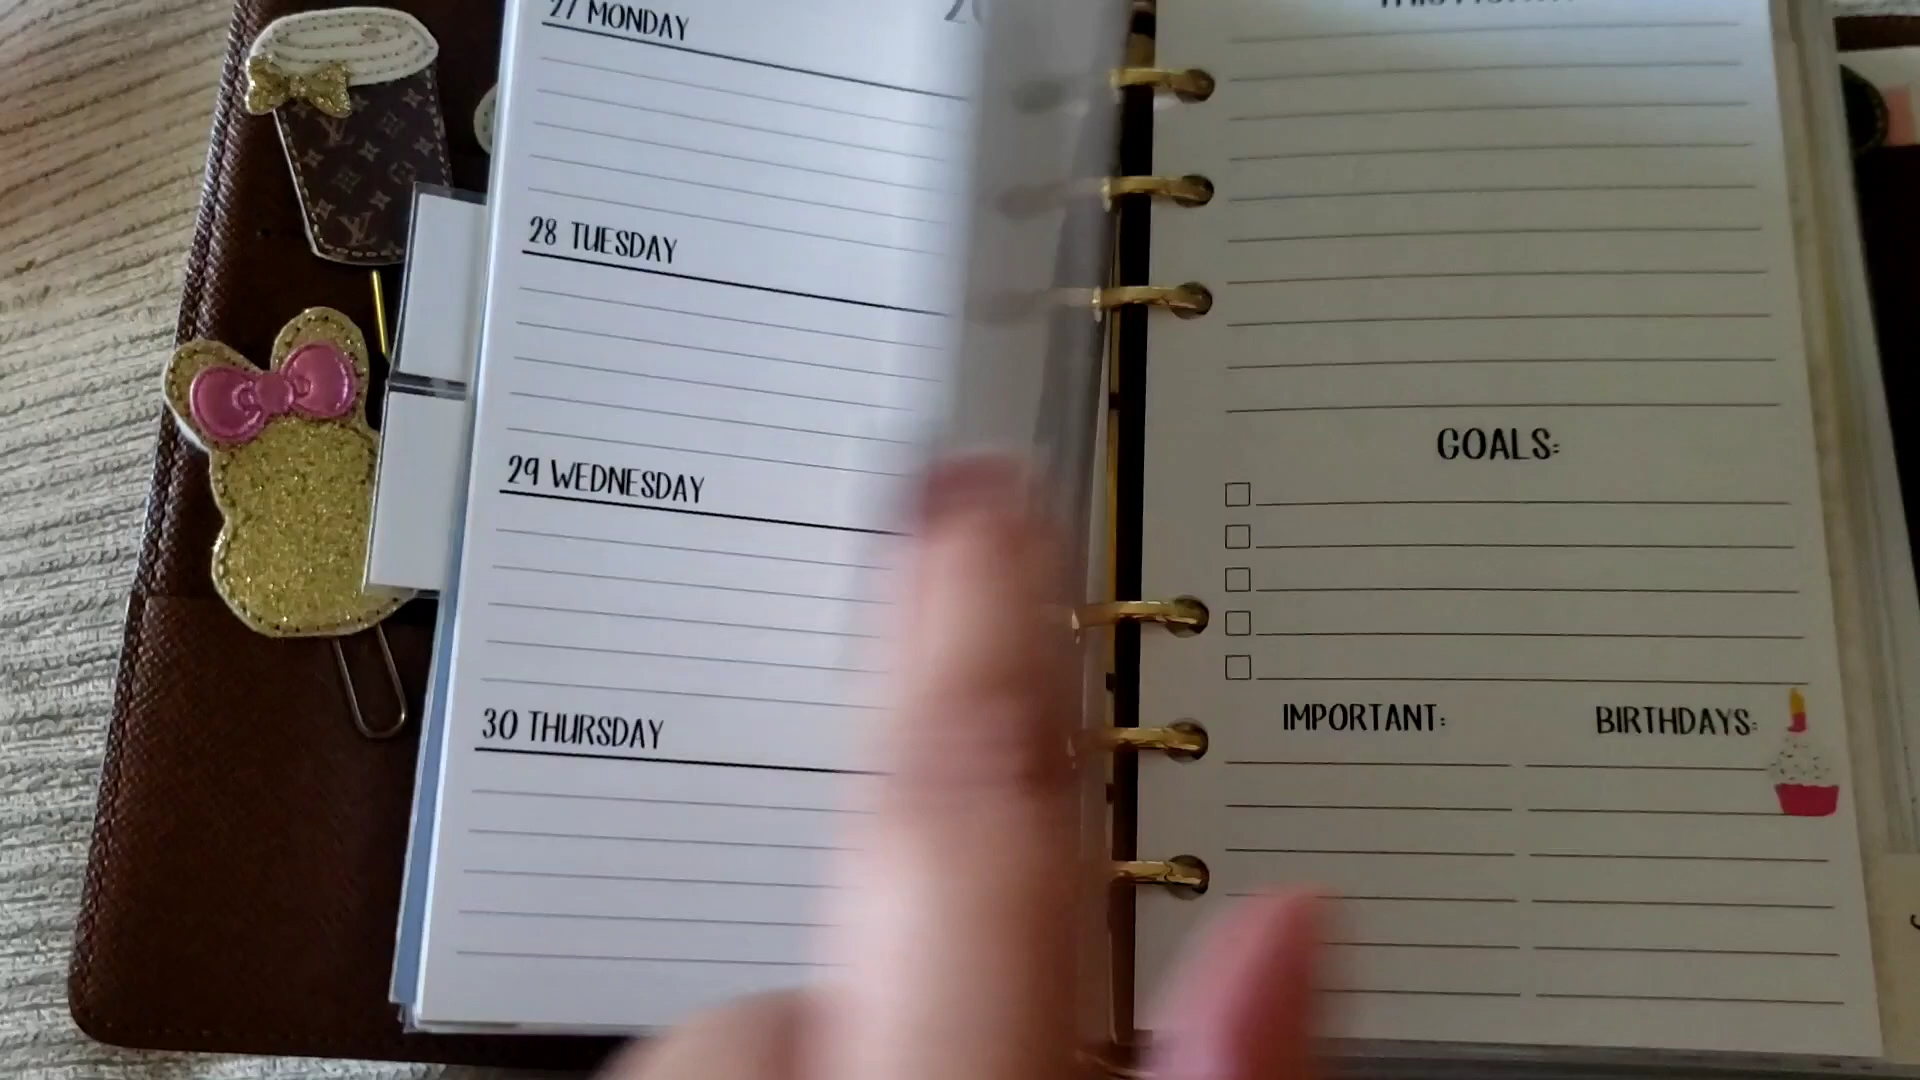 27 MONDAY
28 TUESDAY
29 WEDNESDAY
30 THURSDAY
GOALS:
IMPORTANT:
BIRTHDAYS: